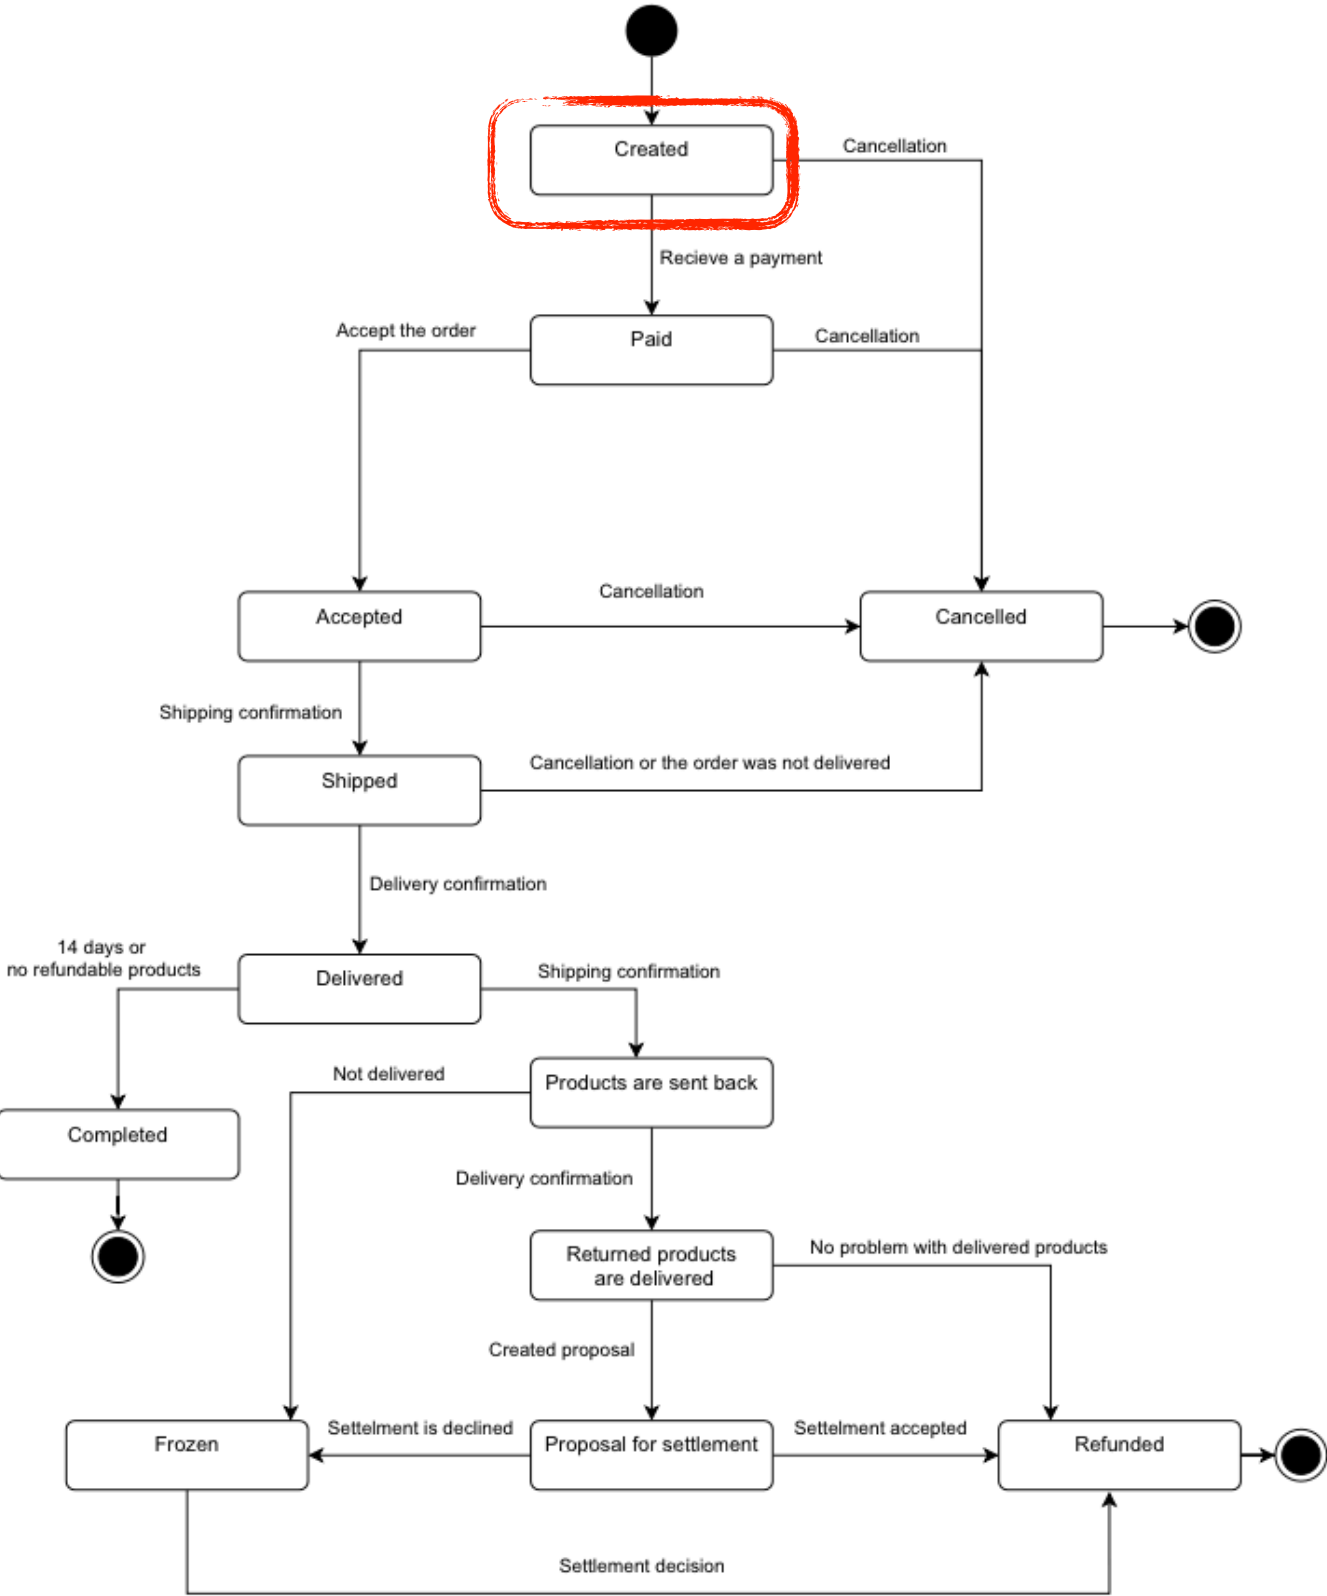 Created
Cancellation
Recieve a payment
Accept the order
Paid
Cancellation
Accepted
Cancellation
Cancelled
Shipping confirmation
Shipped
Cancellation or the order was not delivered
Delivery confirmation
14 days or
no refundable products
Delivered
Shipping confirmation
Not delivered
Products are sent back
Completed
Delivery confirmation
Returned products
are delivered
No problem with delivered products
Created proposal
Frozen
Settelment is declined
Proposal for settlement
Settelment accepted
Refunded
Settlement decision